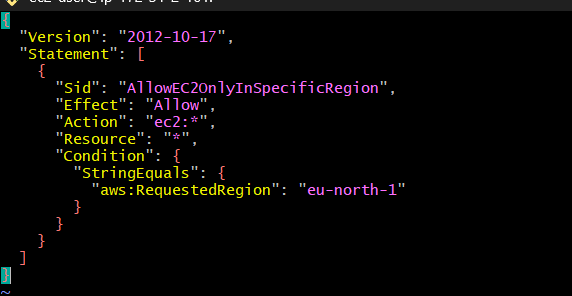 {
  "Version": "2012-10-17",
  "Statement": [
    {
      "Sid": "AllowEC2OnlyInSpecificRegion",
      "Effect": "Allow",
      "Action": "ec2:*",
      "Resource": "*",
      "Condition": {
        "StringEquals": {
          "aws:RequestedRegion": "eu-north-1"
        }
      }
    }
  ]
}
~